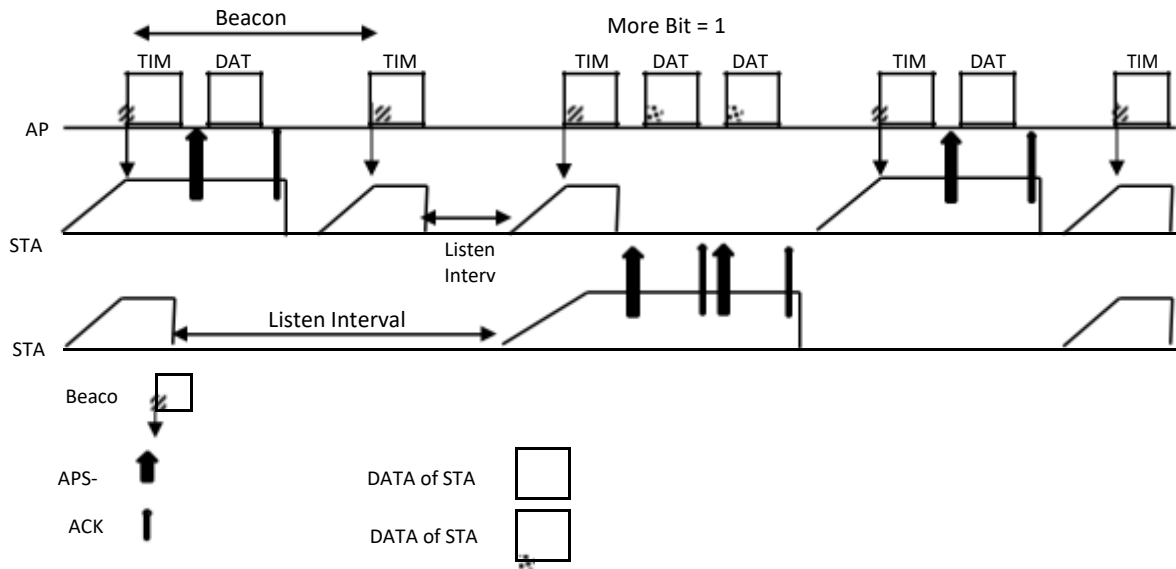 Beacon
More Bit = 1
TIM DAT TIM TIM DAT DAT TIM DAT TIM
AP
STA
Listen
Interv
Listen Interval
STA
Beaco
APS-
DATA of STA
ACK
DATA of STA